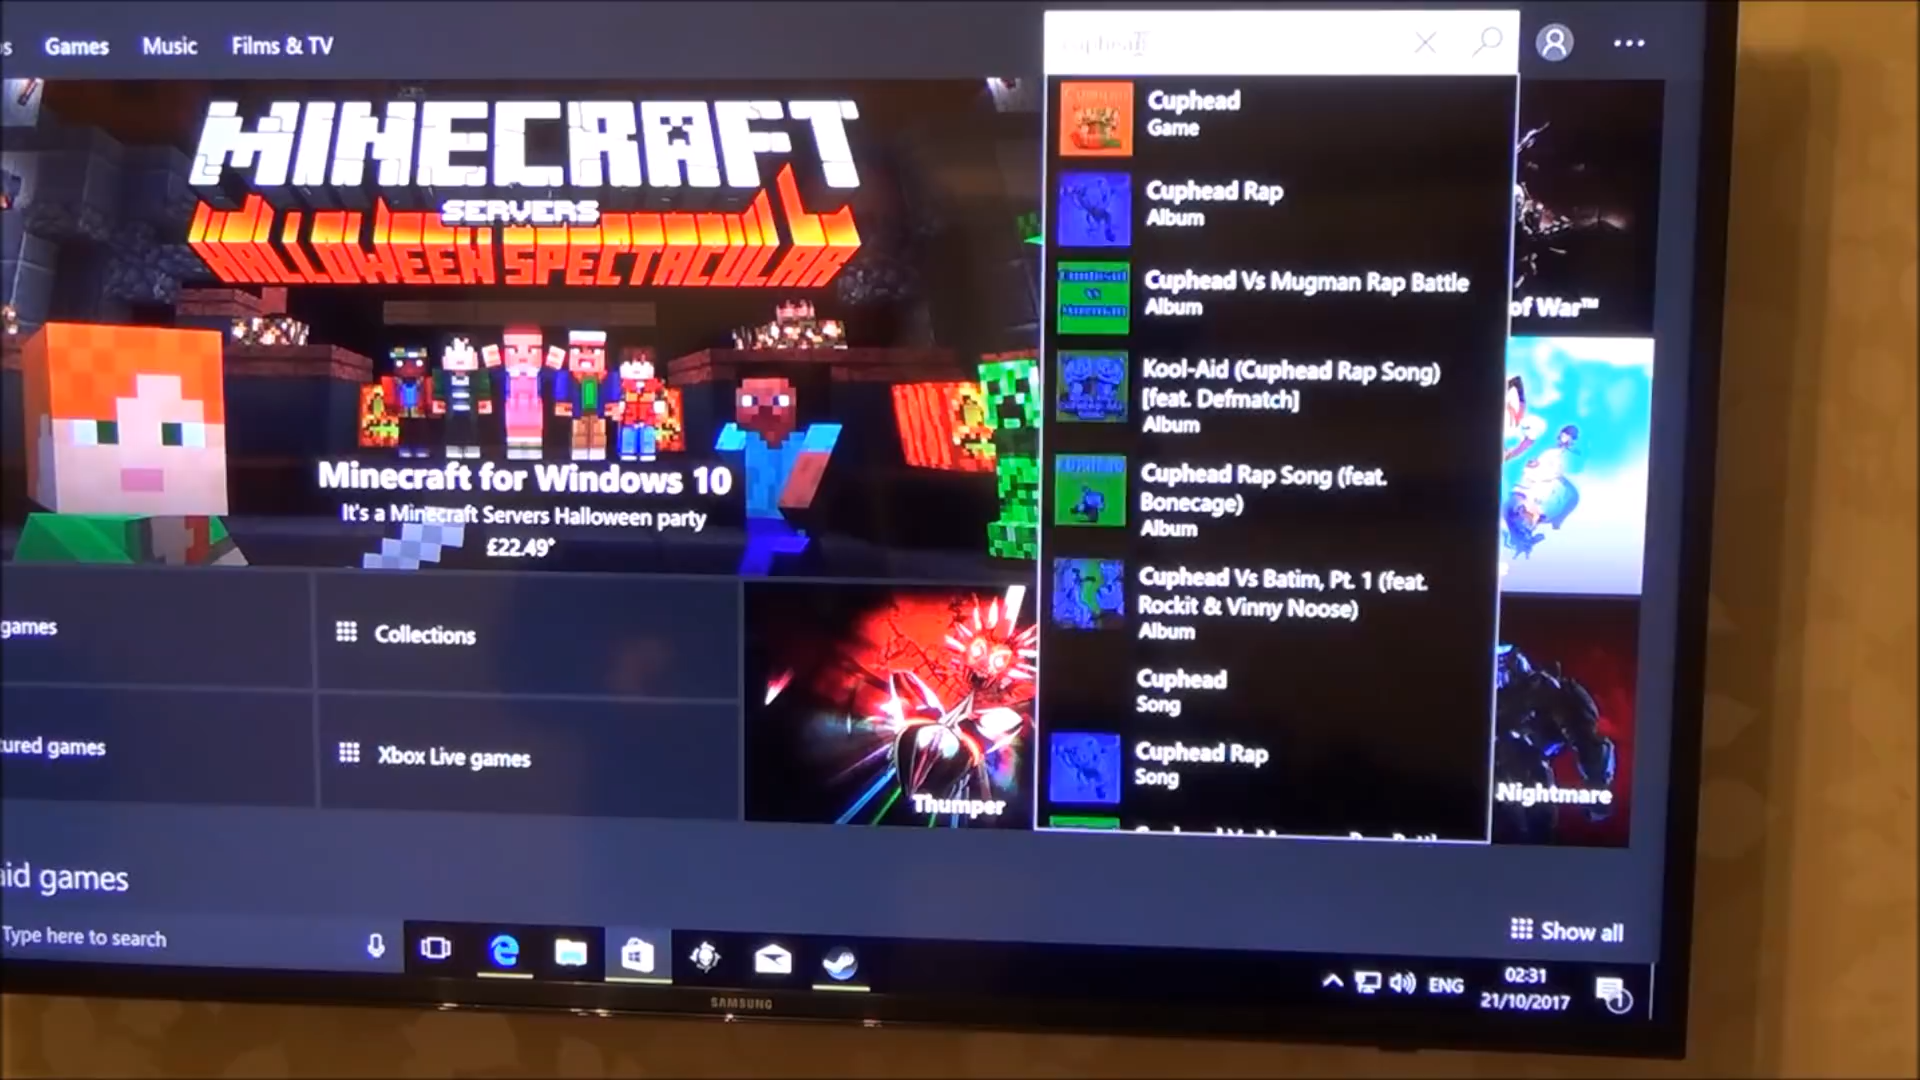 Games
Music
Films & TV
cuphead
MINECRAFT
SERVERS
HALLOWEEN SPECTACULAR
Minecraft for Windows 10
It's a Minecraft Servers Halloween party
£22.49*
Cuphead
Game
Cuphead Rap
Album
Cuphead Vs Mugman Rap Battle
Album
Kool-Aid (Cuphead Rap Song)
[feat. Defmatch]
Album
Cuphead Rap Song (feat.
Bonecage)
Album
Cuphead Vs Batim, Pt. 1 (feat.
Rockit & Vinny Noose)
Album
Cuphead
Song
Cuphead Rap
Song
of War™
games
Collections
ured games
Xbox Live games
Thumper
Nightmare
aid games
Show all
Type here to search
ENG
02:31
21/10/2017
SAMSUNG